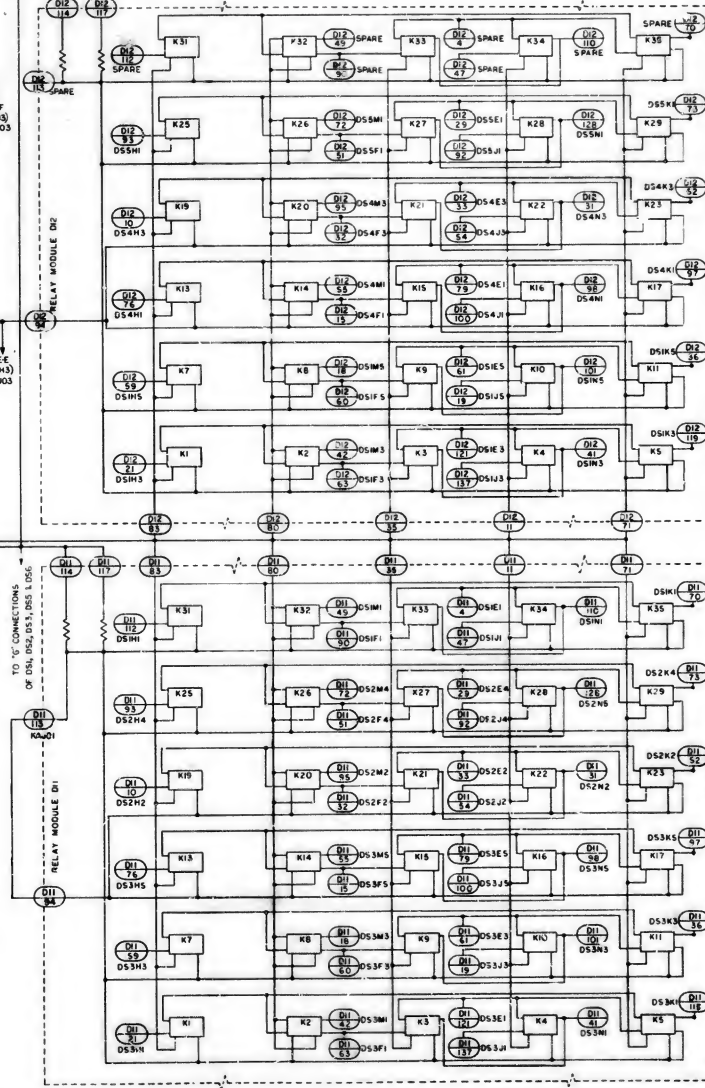 D12 114
D12 117
K31
K32
D12 49 SPARE
K33
D12 4 SPARE
K34
D12 110 SPARE
SPARE D12 70
K35
D12 112 SPARE
D12 90 SPARE
D12 47 SPARE
D12 113 SPARE
K25
K26
D12 72 DS5M1
K27
D12 29 DS5E1
K28
D12 128 DS5N1
D12 73
K29
D12 93 DS5H1
D12 51 DS5F1
D12 92 DS5J1
K19
K20
D12 95 DS4M3
K21
D12 33 DS4E3
K22
D12 31 DS4N3
DS4K3 D12 52
K23
D12 10 DS4H3
D12 32 DS4F3
D12 54 DS4J3
RELAY MODULE D12
K13
K14
D12 55 DS4M1
K15
D12 79 DS4E1
K16
D12 98 DS4N1
DS4K1 D12 97
K17
D12 76 DS4H1
D12 15 DS4F1
D12 100 DS4J1
D12 94
K7
K8
D12 18 DS1M5
K9
D12 61 DS1E5
K10
D12 101 DS1N5
DS1K5 D12 36
K11
D12 59 DS1H5
D12 60 DS1F5
D12 19 DS1J5
K1
K2
D12 42 DS1M3
K3
D12 121 DS1E3
K4
D12 41 DS1N3
DS1K3 D12 119
K5
D12 21 DS1H3
D12 63 DS1F3
D12 137 DS1J3
D12 83
D12 80
D12 35
D12 11
D12 71
D11 114
D11 117
D11 83
D11 80
D11 35
D11 11
D11 71
TO "G" CONNECTIONS
OF DS1, DS2, DS3, DS5 & DS6
K31
K32
D11 49 DS1M1
K33
D11 4 DS1E1
K34
D11 110 DS1N1
DS1K1 D11 70
K35
D11 112 DS1H1
D11 90 DS1F1
D11 47 DS1J1
K25
K26
D11 72 DS2M4
K27
D11 29 DS2E4
K28
D11 128
DS2K4 D11 73
K29
D11 93 DS2H4
D11 51 DS2F4
D11 92
D11 113
K19
K20
D11 95 DS2M2
K21
D11 33 DS2E2
K22
D11 31 DS2N2
DS2K2 D11 52
K23
D11 10 DS2H2
D11 32 DS2F2
D11 54 DS2J2
RELAY MODULE D11
K13
K14
D11 55 DS3M5
K15
D11 79 DS3E5
K16
D11 98 DS3N5
DS3K5 D11 97
K17
D11 76 DS3H5
D11 15 DS3F5
D11 100 DS3J5
D11 94
K7
K8
D11 18 DS3M3
K9
D11 61 DS3E3
K10
D11 101 DS3N3
DS3K3 D11 36
K11
D11 59 DS3H3
D11 60 DS3F3
D11 19 DS3J3
K1
K2
D11 42 DS3M1
K3
D11 121 DS3E1
K4
D11 41 DS3N1
DS3K1 D11
K5
D11 21
D11 63 DS3F1
D11 137 DS3J1